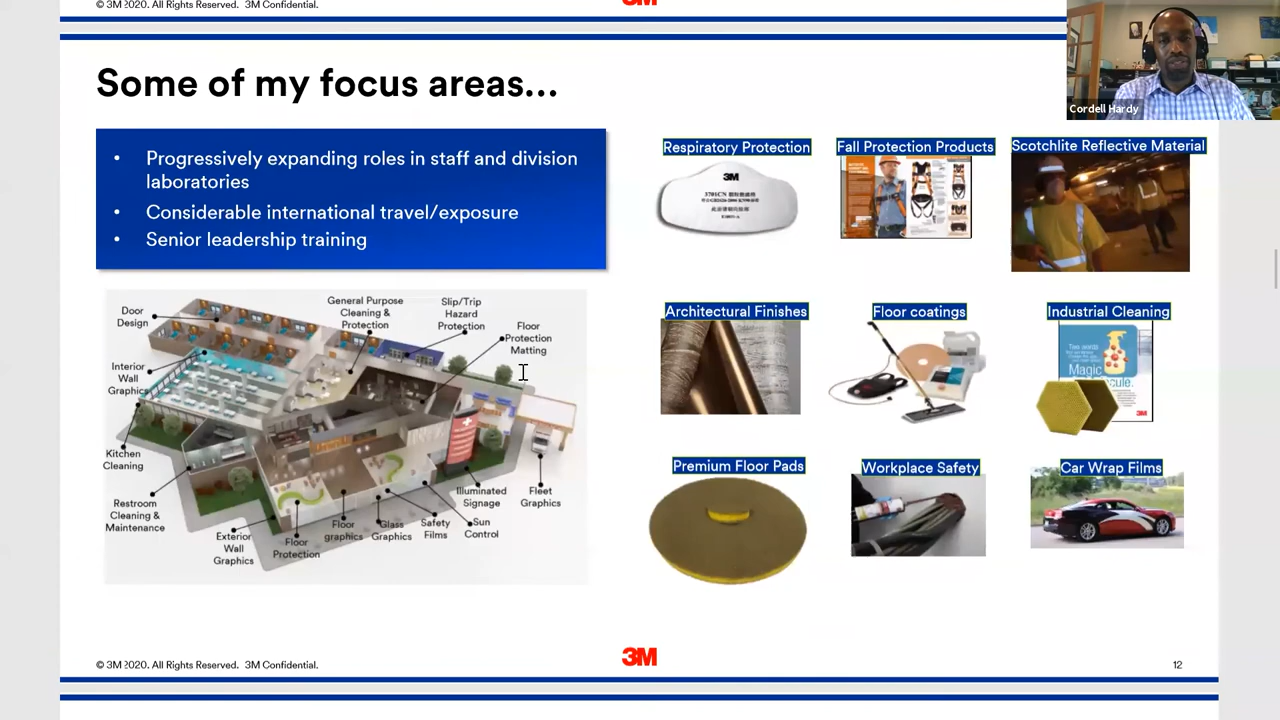 © 3M 2020. All Rights Reserved. 3M Confidential.
3M
Cordell Hardy
Some of my focus areas...
• Progressively expanding roles in staff and division
laboratories
• Considerable international travel/exposure
• Senior leadership training
Door
Design
General Purpose
Cleaning &
Protection
Slip/Trip
Hazard
Protection
Floor
Protection
Matting
Interior
Wall
Graphics
Kitchen
Cleaning
Restroom
Cleaning &
Maintenance
Exterior
Wall
Graphics
Floor
Protection
Floor
graphics
Glass
Graphics
Safety
Films
Sun
Control
Illuminated
Signage
Fleet
Graphics
Respiratory Protection
3M
3701CN
Fall Protection Products
Scotchlite Reflective Material
Architectural Finishes
Floor coatings
Industrial Cleaning
Two
Magic
3M
Premium Floor Pads
Workplace Safety
Car Wrap Films
© 3M 2020. All Rights Reserved. 3M Confidential.
3M
12